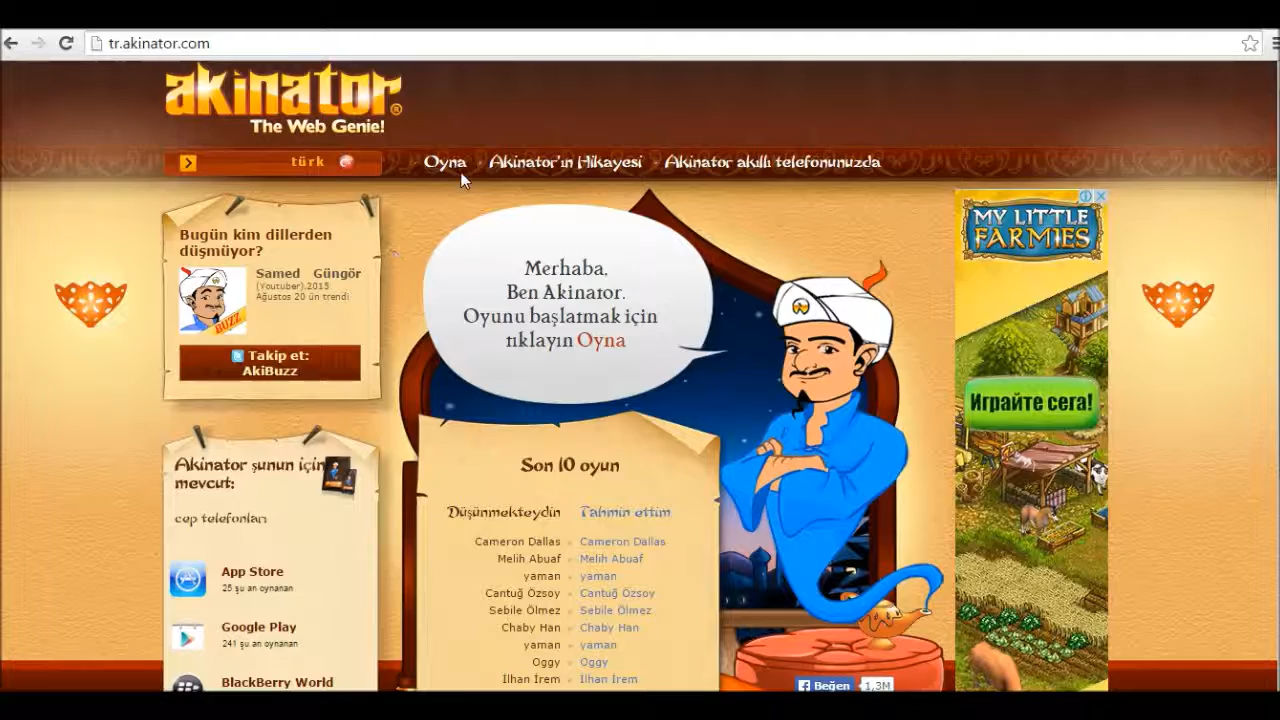 tr.akinator.com
akinator®
The Web Genie!
türk
Oyna
Akinator'ın Hikayesi
Akinator akıllı telefonunuzda
Bugün kim dillerden
düşmüyor?
Samed Güngör
(Youtuber).2015
Ağustos 20 ün trendi
BUZZ
Takip et:
AkiBuzz
Akinator şunun için
mevcut:
cep telefonları
App Store
25 şu an oynanan
Google Play
241 şu an oynanan
BlackBerry World
Merhaba,
Ben Akinator.
Oyunu başlatmak için
tıklayın Oyna
Son 10 oyun
Düşünmekteydin Tahmin ettim
Cameron Dallas Cameron Dallas
Melih Abuaf Melih Abuaf
yaman yaman
Cantuğ Özsoy Cantuğ Özsoy
Sebile Ölmez Sebile Ölmez
Chaby Han Chaby Han
yaman yaman
Oggy Oggy
İlhan İrem İlhan İrem
Beğen 1,3M
MY LITTLE
FARMIES
Играйте сега!